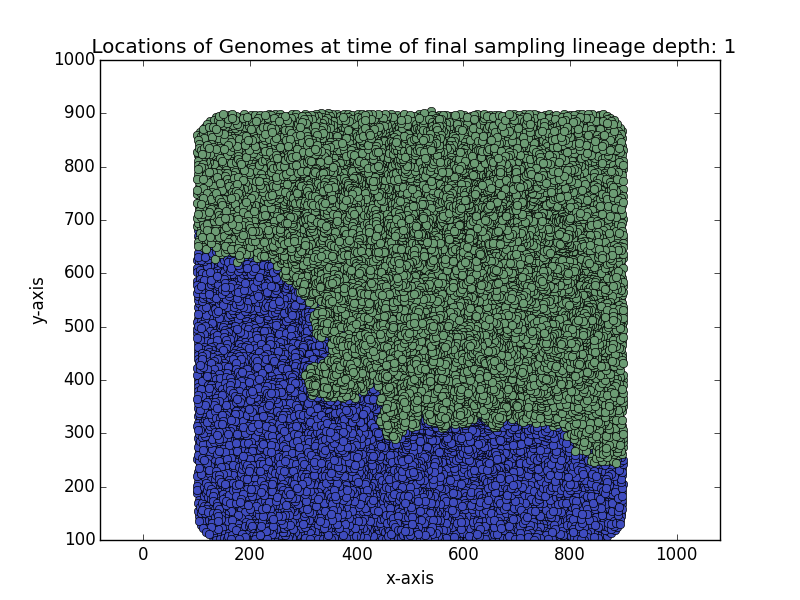 Locations of Genomes at time of final sampling lineage depth: 1
1000
900
800
700
600
500
400
300
200
100
y-axis
0 200 400 600 800 1000
x-axis